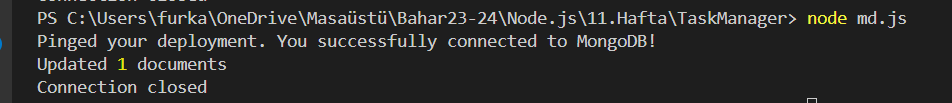 PS C:\Users\furka\OneDrive\Masaüstü\Bahar23-24\Node.js\11.Hafta\TaskManager> node md.js
Pinged your deployment. You successfully connected to MongoDB!
Updated 1 documents
Connection closed